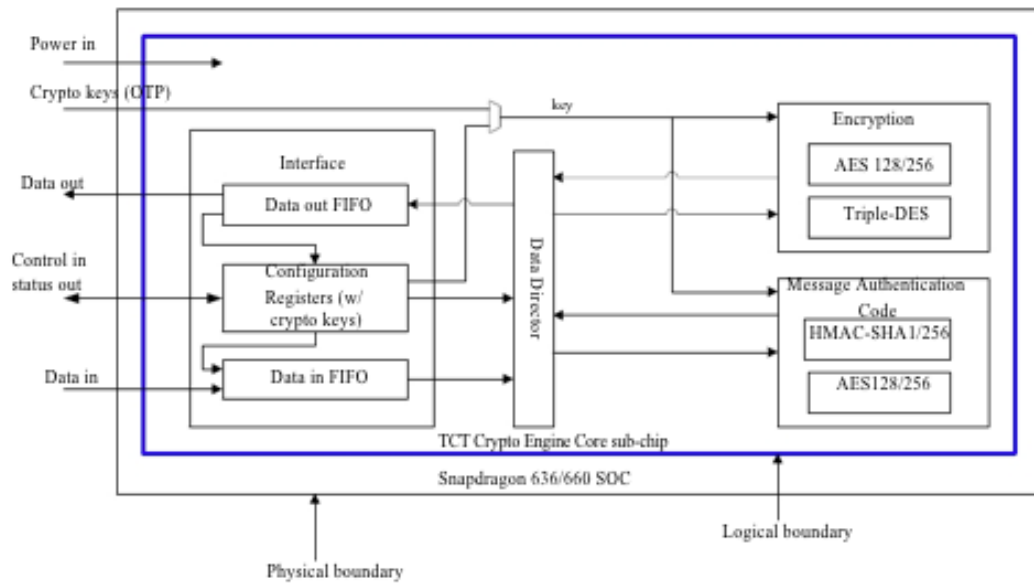 Power in
Crypto keys (OTP)
key
Encryption
AES 128/256
Triple-DES
Interface
Data out
Data out FIFO
Control in
status out
Configuration
Registers (w/
crypto keys)
Data in
Data in FIFO
Data Director
Message Authentication
Code
HMAC-SHA1/256
AES128/256
TCT Crypto Engine Core sub-chip
Snapdragon 636/660 SOC
Logical boundary
Physical boundary